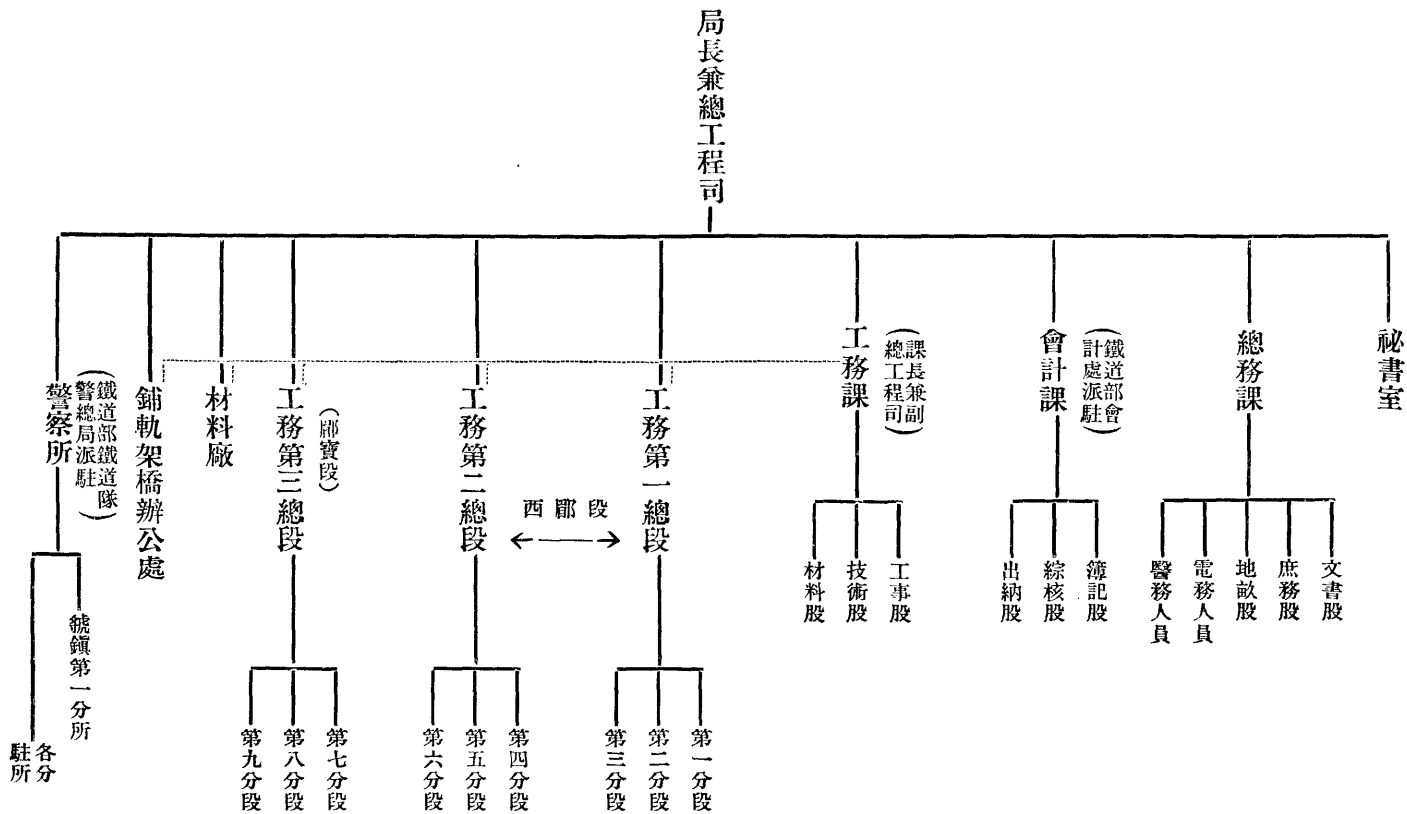 局長兼總工程司
祕書室
總務課
文書股
庶務股
地畝股
電務人員
醫務人員
會計課
(鐵道部會
計處派駐)
簿記股
綜核股
出納股
工務課
(課長兼副
總工程司)
工事股
技術股
材料股
工務第一總段
第一分段
第二分段
第三分段
西郿段
工務第二總段
第四分段
第五分段
第六分段
工務第三總段
(郿寶段)
第七分段
第八分段
第九分段
材料廠
鋪軌架橋辦公處
警察所
(鐵道部鐵道隊
警總局派駐)
虢鎭第一分所
各分
駐所